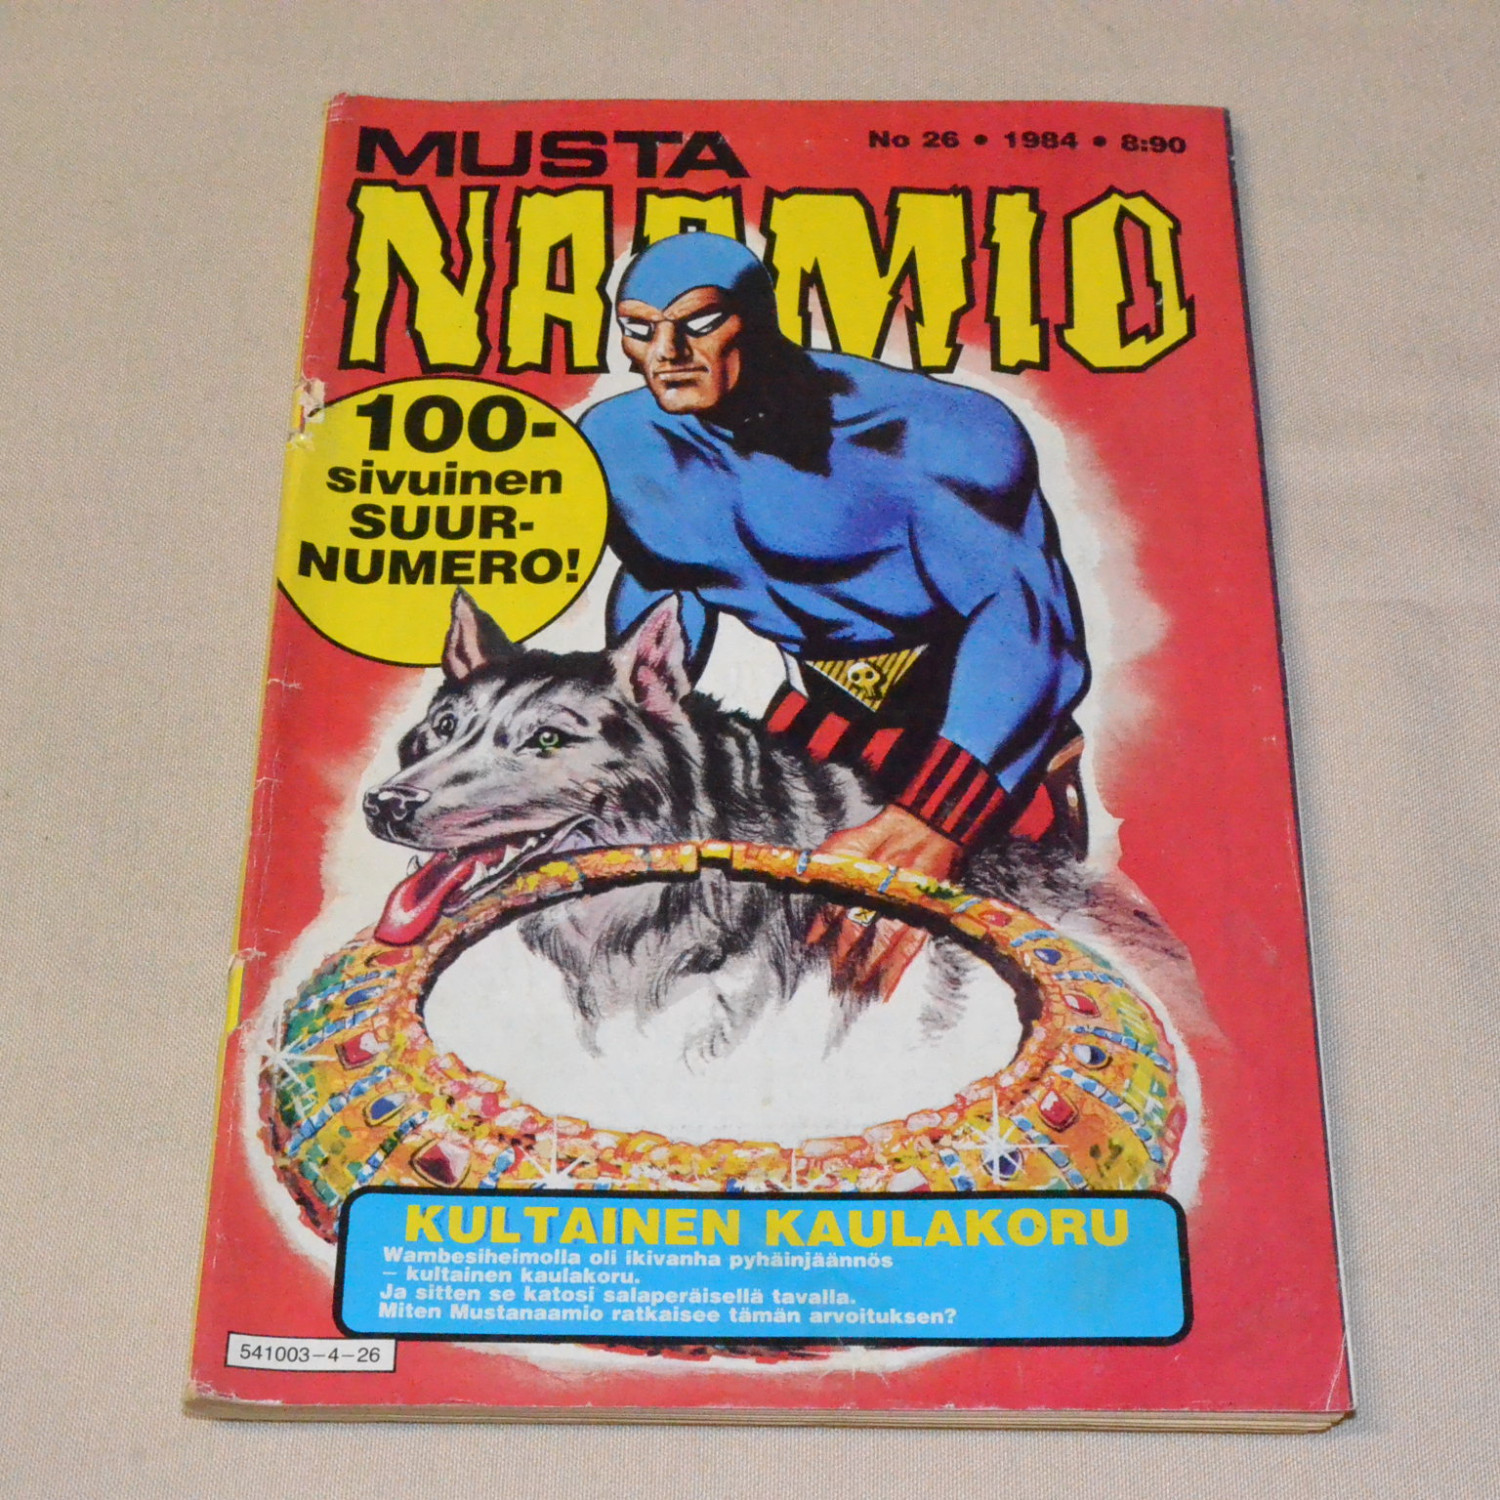 MUSTA
No 26 • 1984 • 8:90
NAAMIO
100-
sivuinen
SUUR-
NUMERO!
KULTAINEN KAULAKORU
Wambesiheimolla oli ikivanha pyhäinjäännös
– kultainen kaulakoru.
Ja sitten se katosi salaperäisellä tavalla.
Miten Mustanaamio ratkaisee tämän arvoituksen?
541003–4–26